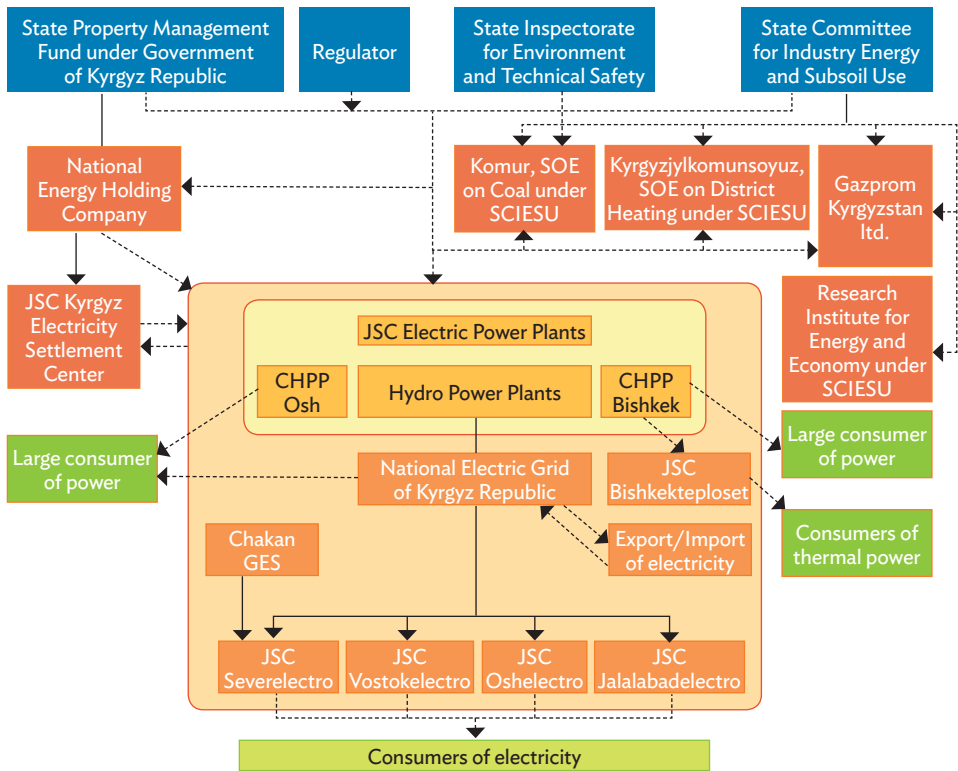 State Property Management
Fund under Government
of Kyrgyz Republic
Regulator
State Inspectorate
for Environment
and Technical Safety
State Committee
for Industry Energy
and Subsoil Use
National
Energy Holding
Company
Komur, SOE
on Coal under
SCIESU
Kyrgyzjylkomunsoyuz,
SOE on District
Heating under SCIESU
Gazprom
Kyrgyzstan
ltd.
JSC Kyrgyz
Electricity
Settlement
Center
Research
Institute for
Energy and
Economy under
SCIESU
JSC Electric Power Plants
CHPP
Osh
Hydro Power Plants
CHPP
Bishkek
Large consumer
of power
Large consumer
of power
National Electric Grid
of Kyrgyz Republic
JSC
Bishkekteploset
Consumers of
thermal power
Chakan
GES
Export/Import
of electricity
JSC
Severelectro
JSC
Vostokelectro
JSC
Oshelectro
JSC
Jalalabadelectro
Consumers of electricity